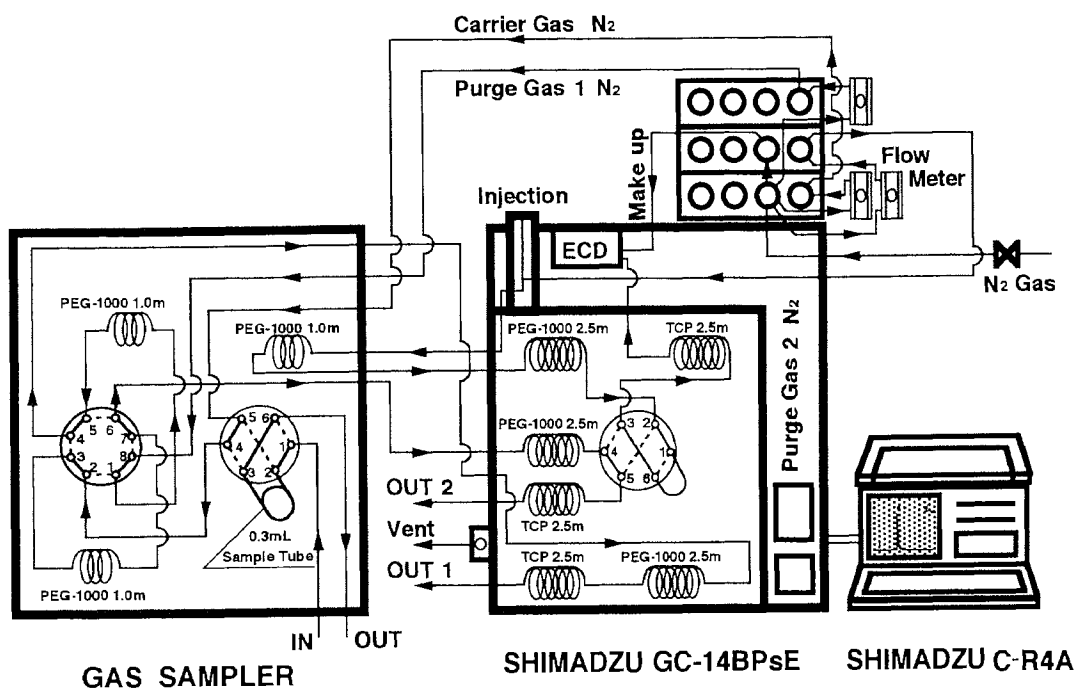 Carrier Gas N2
Purge Gas 1 N2
Make up
Flow
Meter
Injection
ECD
N2 Gas
PEG-1000 1.0m
PEG-1000 1.0m
PEG-1000 2.5m
TCP 2.5m
Purge Gas 2 N2
5 6
4 7
3 8
2 1
5 6
4 1
3 2
3 2
4 1
5 6
PEG-1000 2.5m
OUT 2
TCP 2.5m
0.3mL
Sample Tube
Vent
OUT 1
TCP 2.5m
PEG-1000 2.5m
PEG-1000 1.0m
IN
OUT
GAS SAMPLER
SHIMADZU GC-14BPsE
SHIMADZU C-R4A